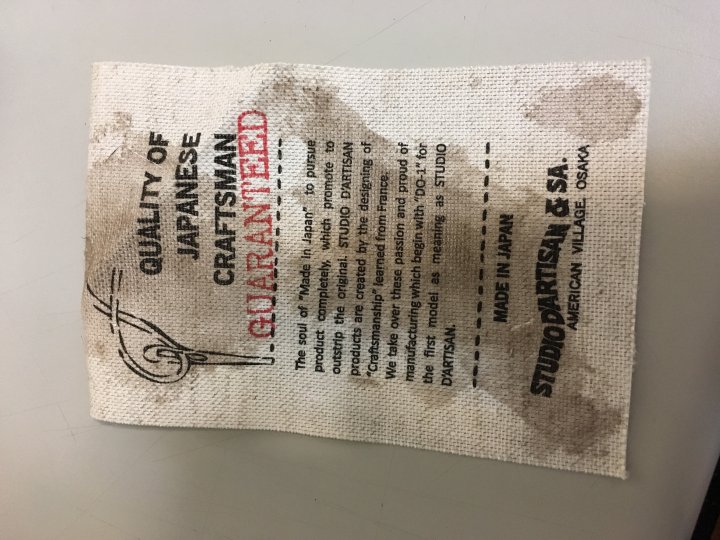 QUALITY OF
JAPANESE
CRAFTSMAN
GUARANTEED
The soul of "Made In Japan" to pursue
product completely, which promote to
outstrip the original. STUDIO D'ARTISAN
products are created by the designing of
"Craftsmanship" learned from France.
We take over these passion and proud of
manufacturing which begin with "DO-1" for
the first model as meaning as STUDIO
D'ARTISAN.
MADE IN JAPAN
STUDIO D'ARTISAN & SA.
AMERICAN VILLAGE, OSAKA